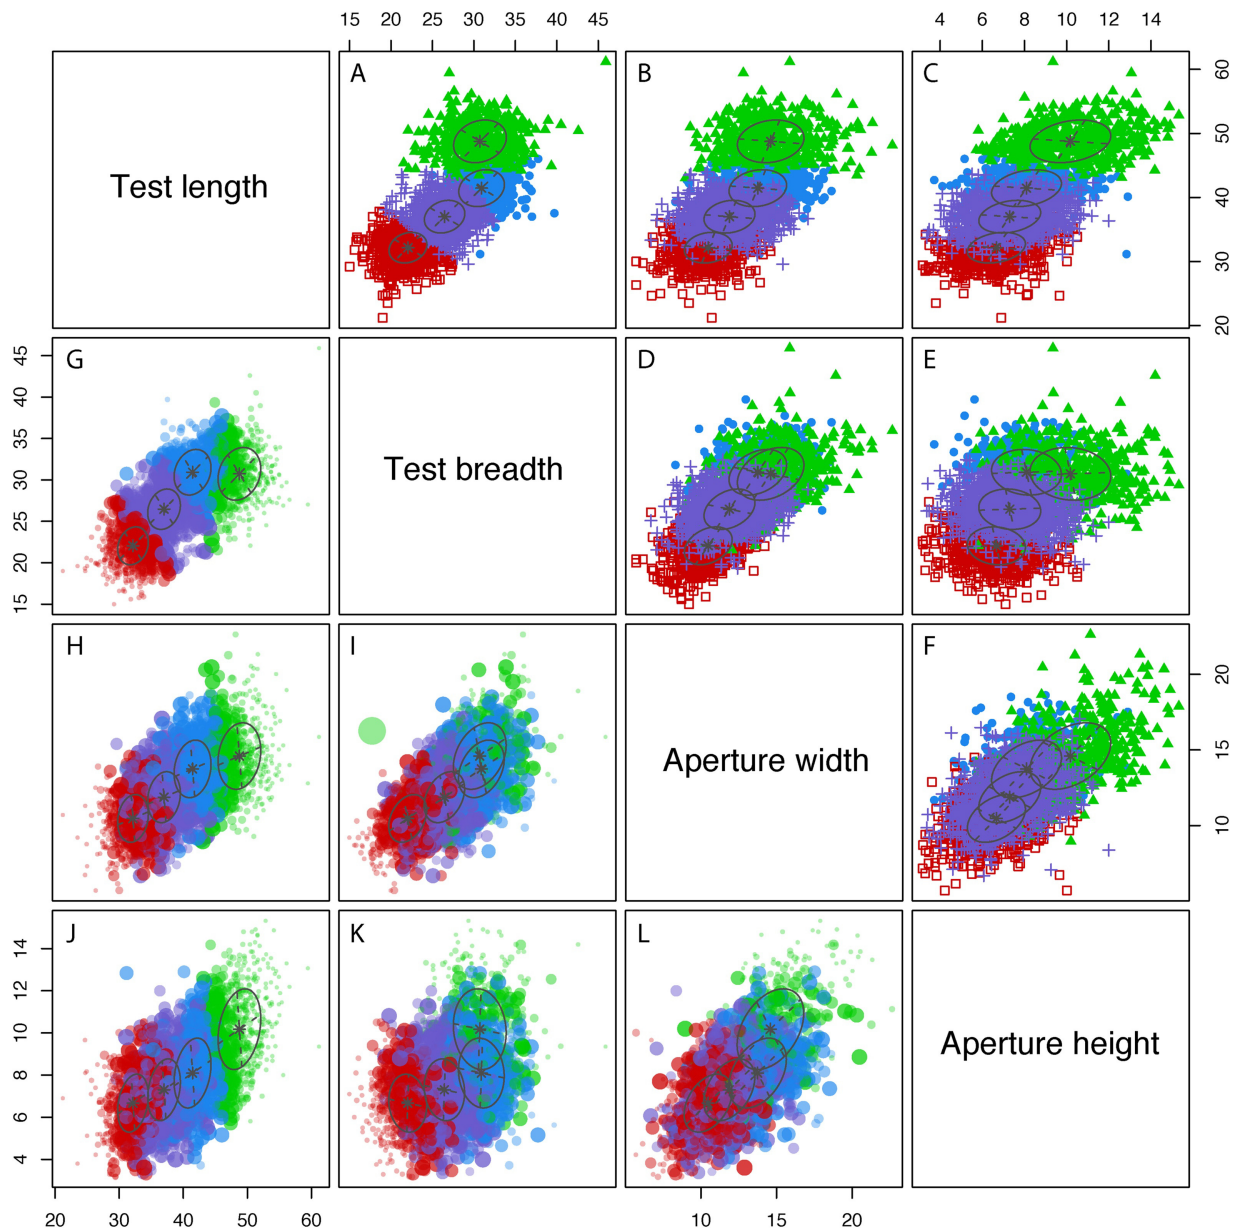 15 20 25 30 35 40 45 4 6 8 10 12 14
Test length A B C 20 30 40 50 60
15 20 25 30 35 40 45 G Test breadth D E
H I Aperture width F 10 15 20
4 6 8 10 12 14 J K L Aperture height
20 30 40 50 60 10 15 20